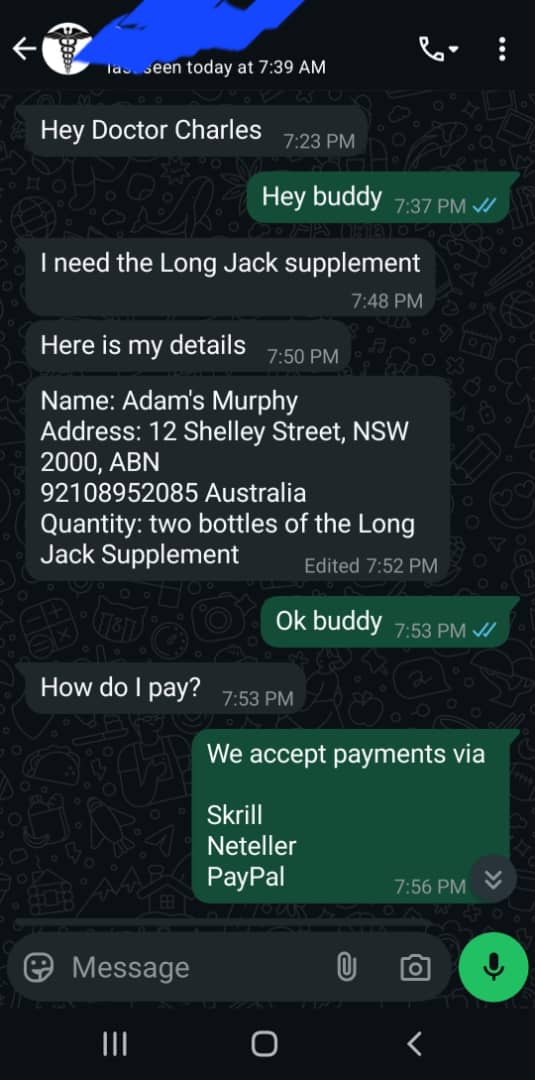 last seen today at 7:39 AM
Hey Doctor Charles 7:23 PM
Hey buddy 7:37 PM
I need the Long Jack supplement
7:48 PM
Here is my details 7:50 PM
Name: Adam's Murphy
Address: 12 Shelley Street, NSW
2000, ABN
92108952085 Australia
Quantity: two bottles of the Long
Jack Supplement Edited 7:52 PM
Ok buddy 7:53 PM
How do I pay? 7:53 PM
We accept payments via
Skrill
Neteller
PayPal 7:56 PM
Message